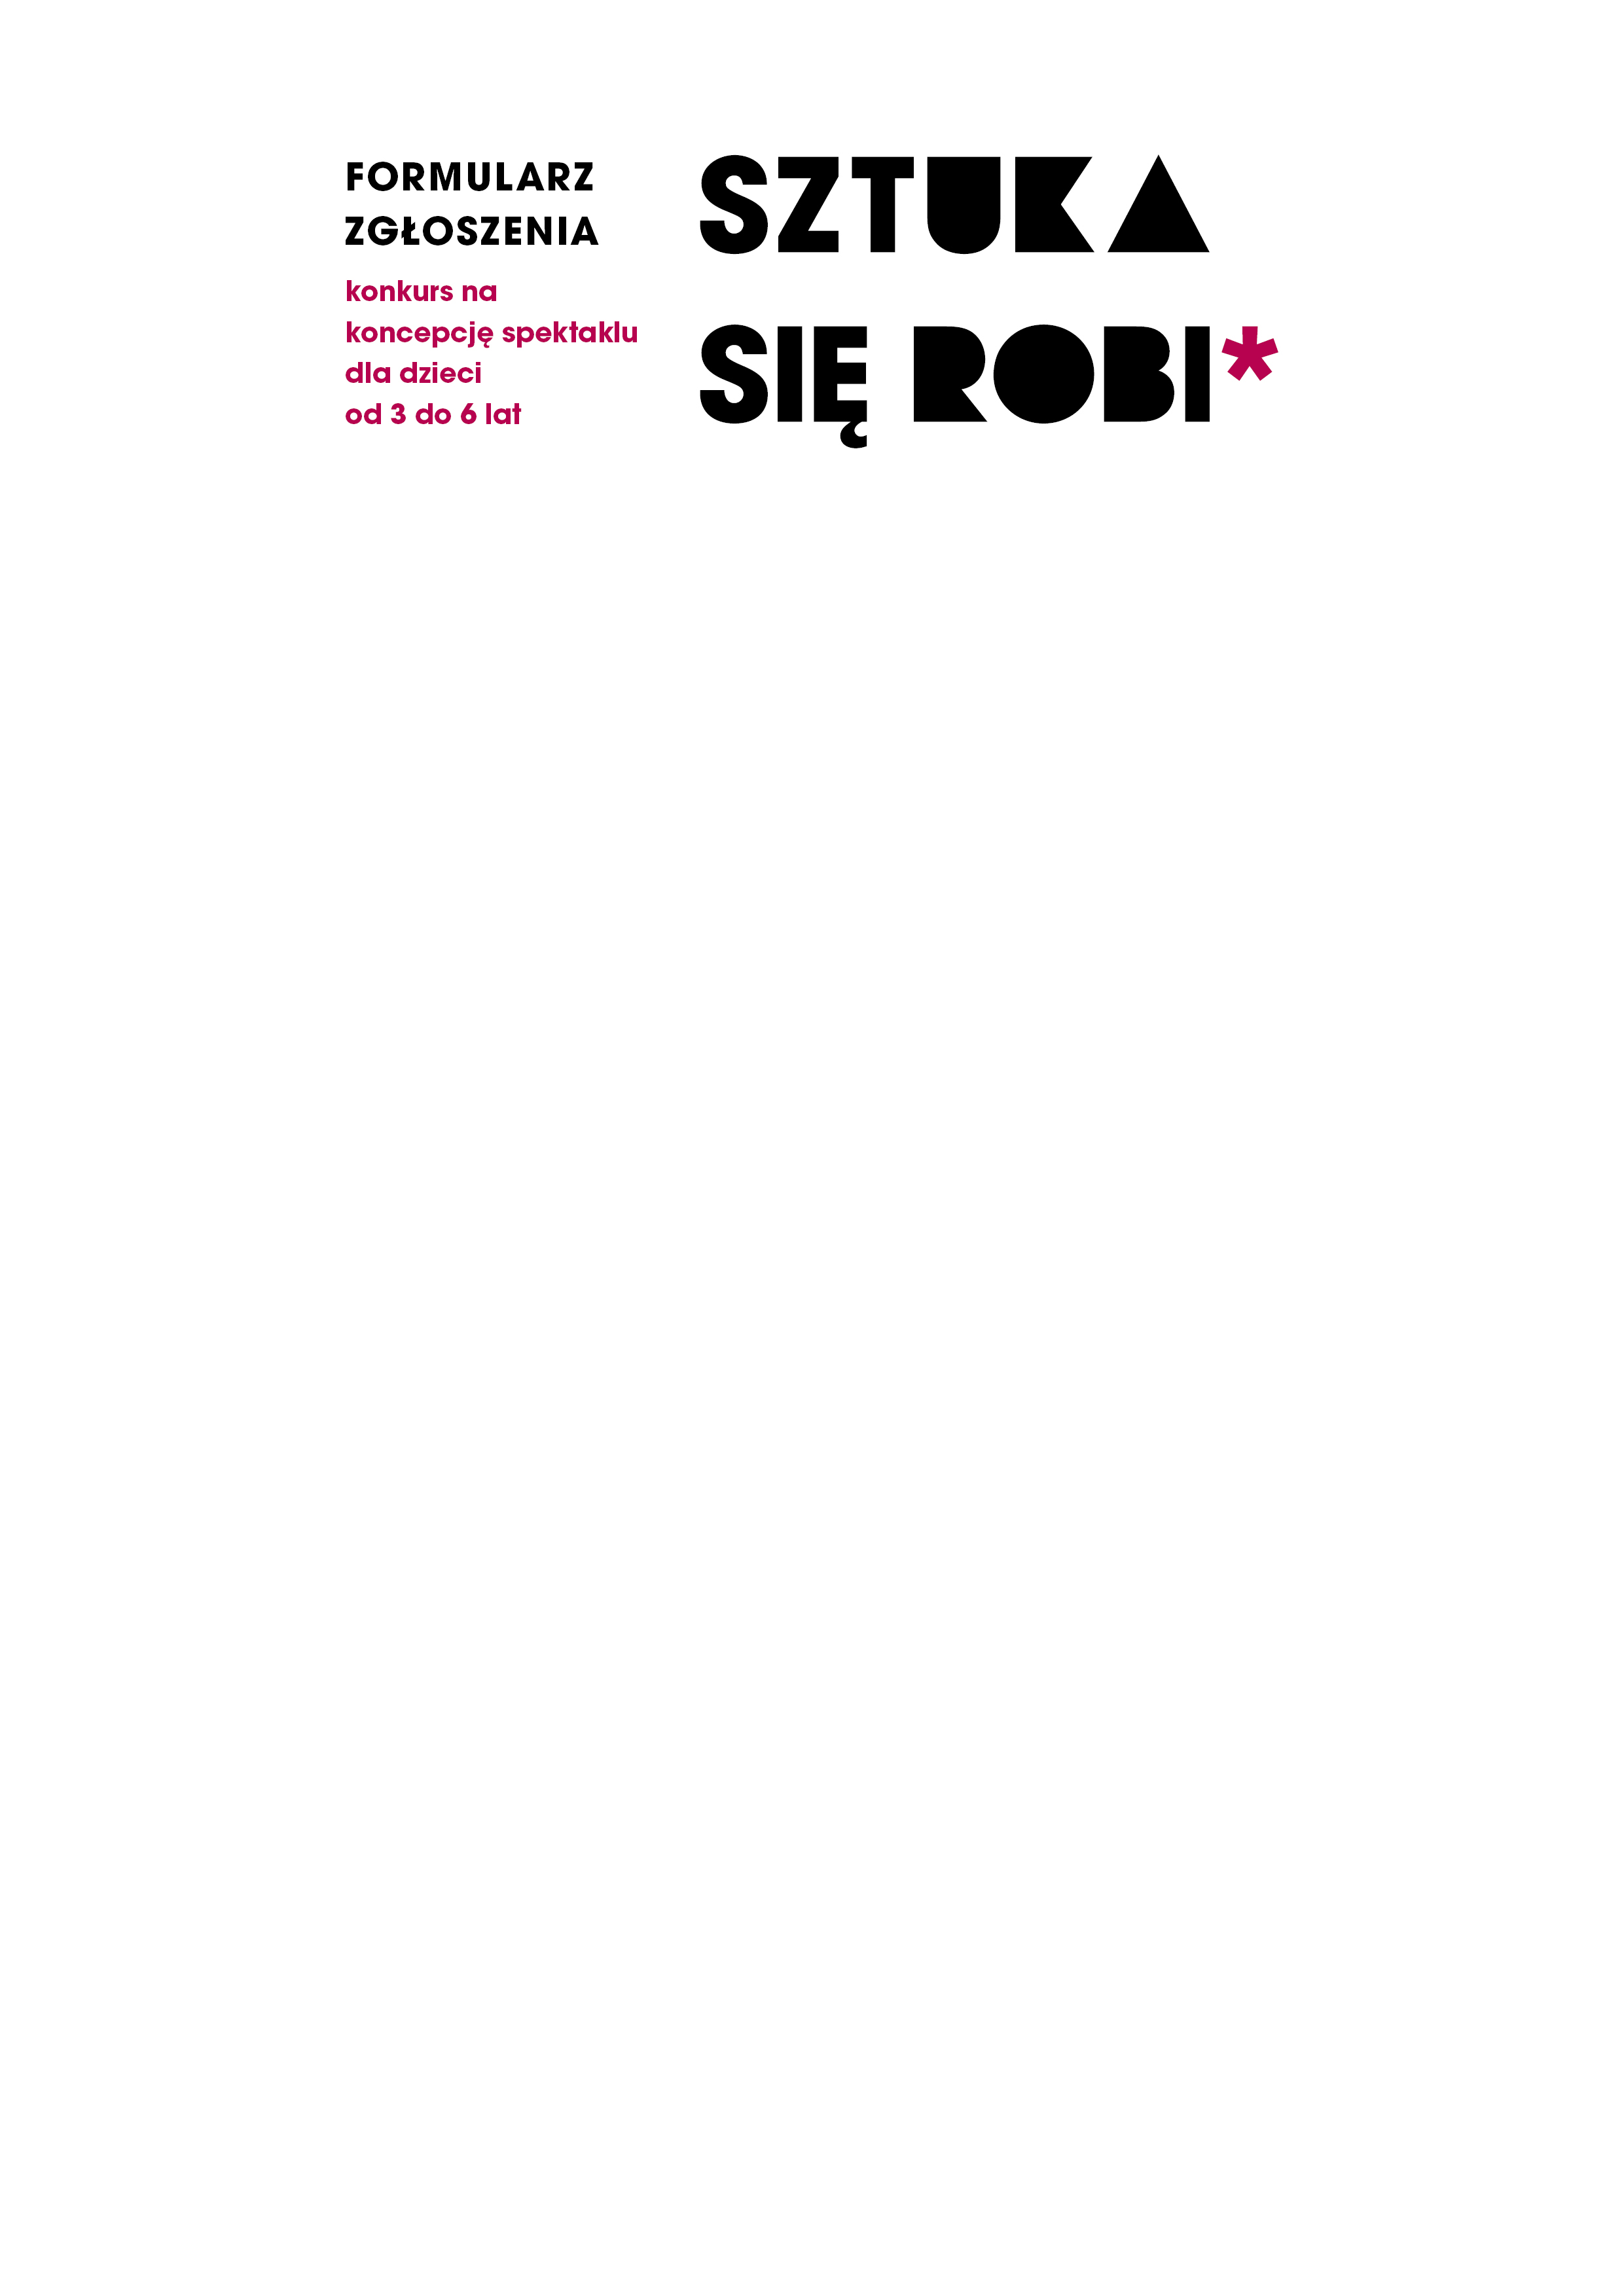 FORMULARZ
ZGŁOSZENIA
konkurs na
koncepcję spektaklu
dla dzieci
od 3 do 6 lat
SZTUKA
SIĘ ROBI*